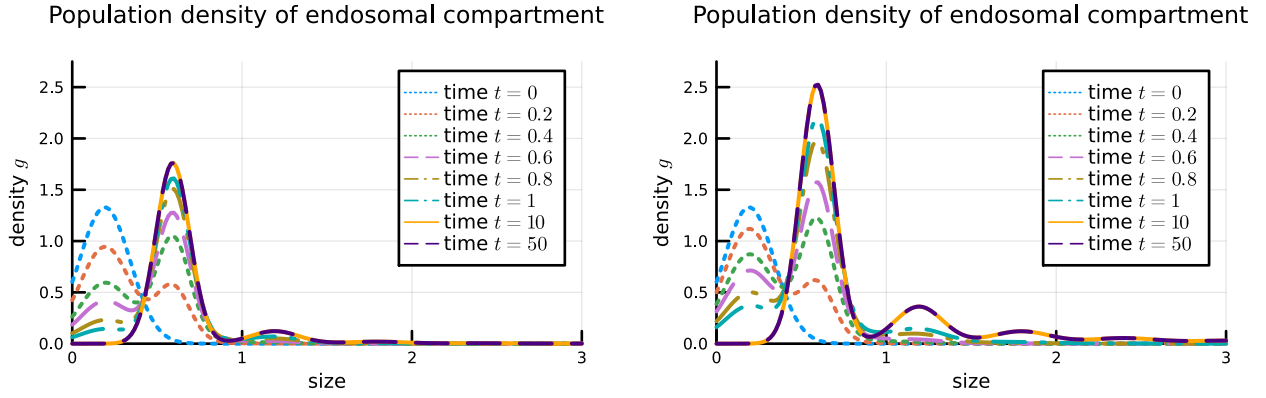 Population density of endosomal compartment
density g
2.5
2.0
1.5
1.0
0.5
0.0
time t = 0
time t = 0.2
time t = 0.4
time t = 0.6
time t = 0.8
time t = 1
time t = 10
time t = 50
0 1 2 3
size
Population density of endosomal compartment
density g
2.5
2.0
1.5
1.0
0.5
0.0
time t = 0
time t = 0.2
time t = 0.4
time t = 0.6
time t = 0.8
time t = 1
time t = 10
time t = 50
0 1 2 3
size